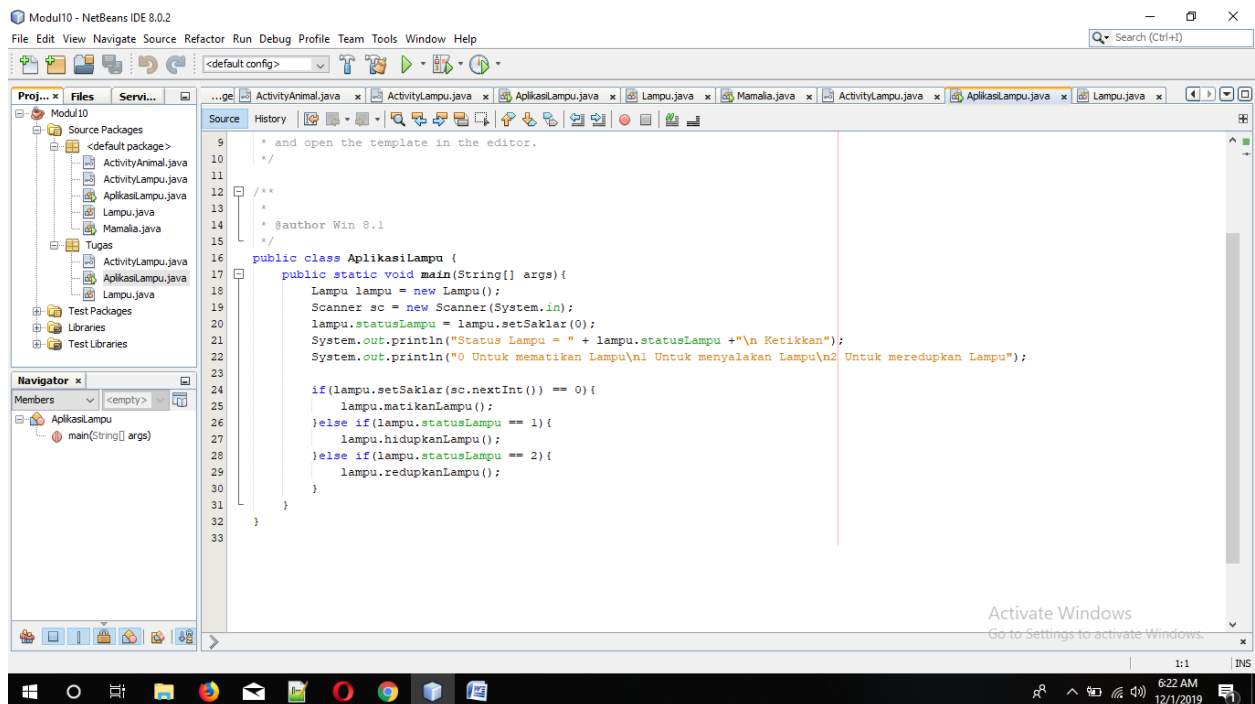 Modul10 - NetBeans IDE 8.0.2
File Edit View Navigate Source Refactor Run Debug Profile Team Tools Window Help
Search (Ctrl+I)
<default config>
Proj... x Files Servi...
...ge ActivityAnimal.java x ActivityLampu.java x AplikasiLampu.java x Lampu.java x Mamalia.java x ActivityLampu.java x AplikasiLampu.java x Lampu.java x
Modul10
Source Packages
<default package>
ActivityAnimal.java
ActivityLampu.java
AplikasiLampu.java
Lampu.java
Mamalia.java
Tugas
ActivityLampu.java
AplikasiLampu.java
Lampu.java
Test Packages
Libraries
Test Libraries
Navigator x
Members <empty>
AplikasiLampu
main(String[] args)
Source History
9 * and open the template in the editor.
10 */
11
12 /**
13 *
14 * @author Win 8.1
15 */
16 public class AplikasiLampu {
17 public static void main(String[] args){
18 Lampu lampu = new Lampu();
19 Scanner sc = new Scanner(System.in);
20 lampu.statusLampu = lampu.setSaklar(0);
21 System.out.println("Status Lampu = " + lampu.statusLampu +"\n Ketikkan");
22 System.out.println("0 Untuk mematikan Lampu\n1 Untuk menyalakan Lampu\n2 Untuk meredupkan Lampu");
23
24 if(lampu.setSaklar(sc.nextInt()) == 0){
25 lampu.matikanLampu();
26 }else if(lampu.statusLampu == 1){
27 lampu.hidupkanLampu();
28 }else if(lampu.statusLampu == 2){
29 lampu.redupkanLampu();
30 }
31 }
32 }
33
Activate Windows
Go to Settings to activate Windows.
1:1 INS
6:22 AM
12/1/2019